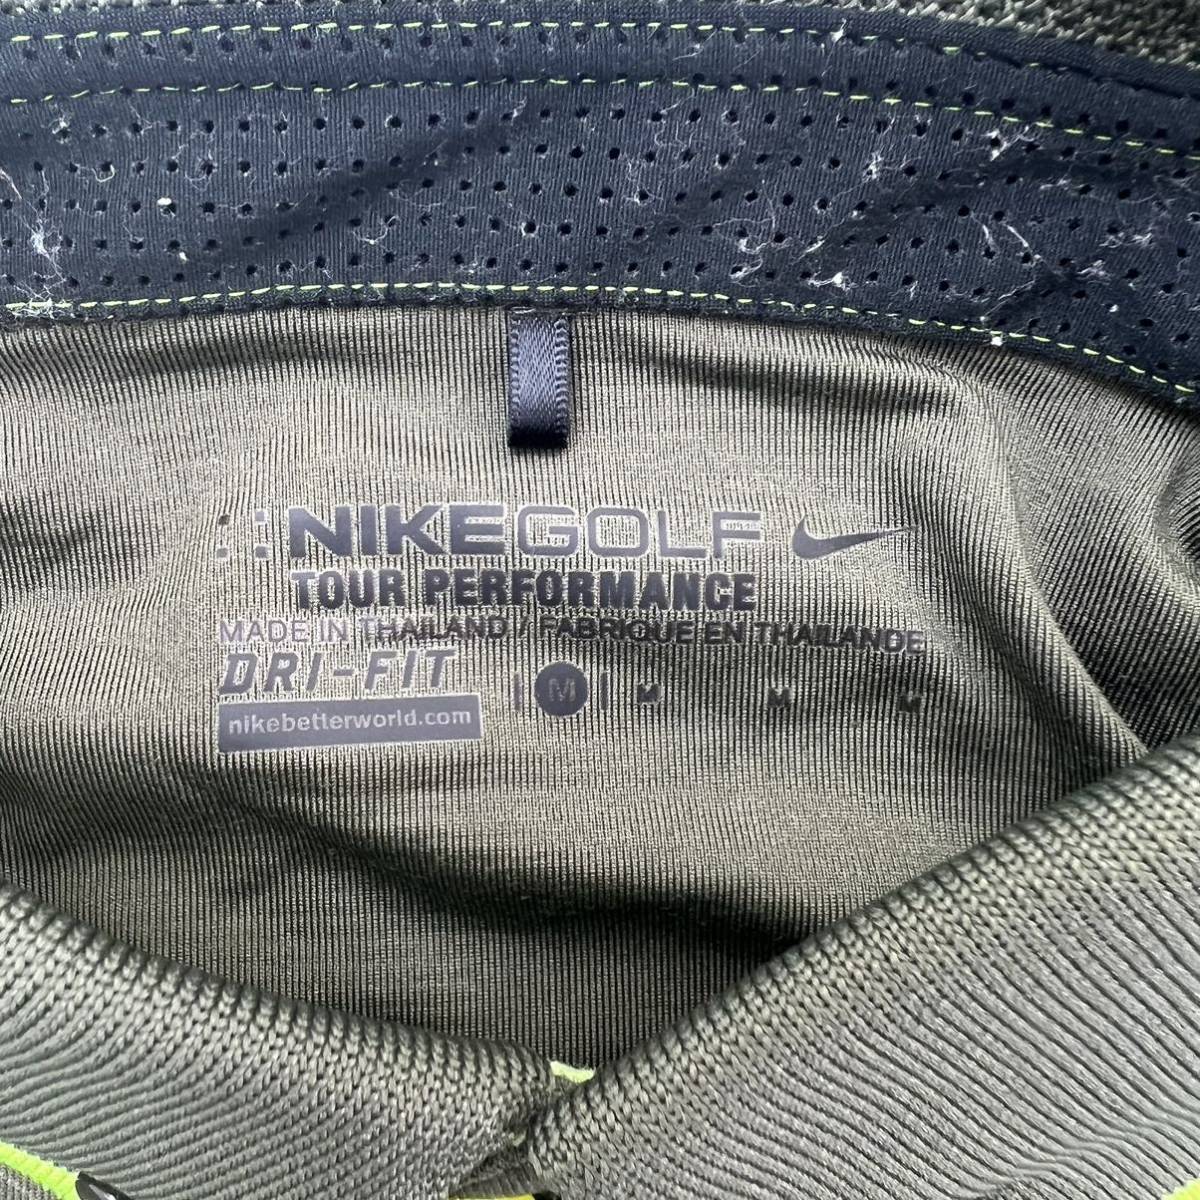 NIKEGOLF
TOUR PERFORMANCE
MADE IN THAILAND / FABRIQUE EN THAILANDE
DRI-FIT
| M | M M M
nikebetterworld.com